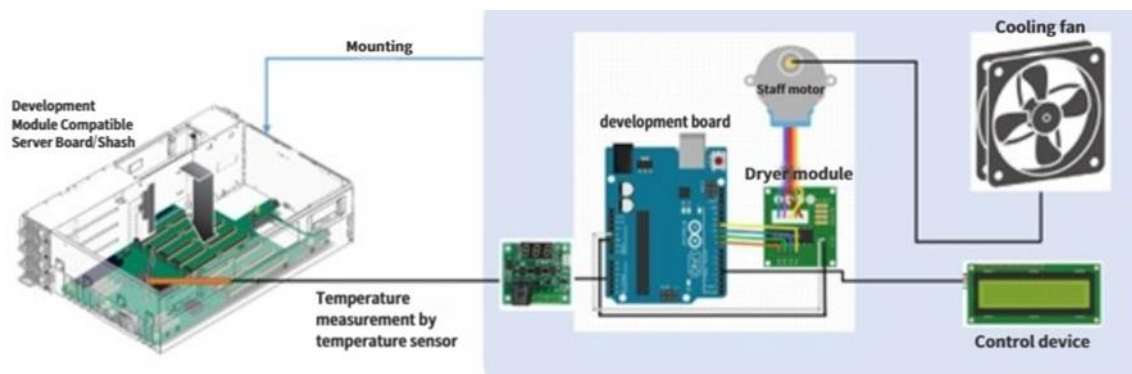 Mounting
Cooling fan
Development
Module Compatible
Server Board/Shash
Staff motor
development board
Dryer module
Temperature
measurement by
temperature sensor
Control device